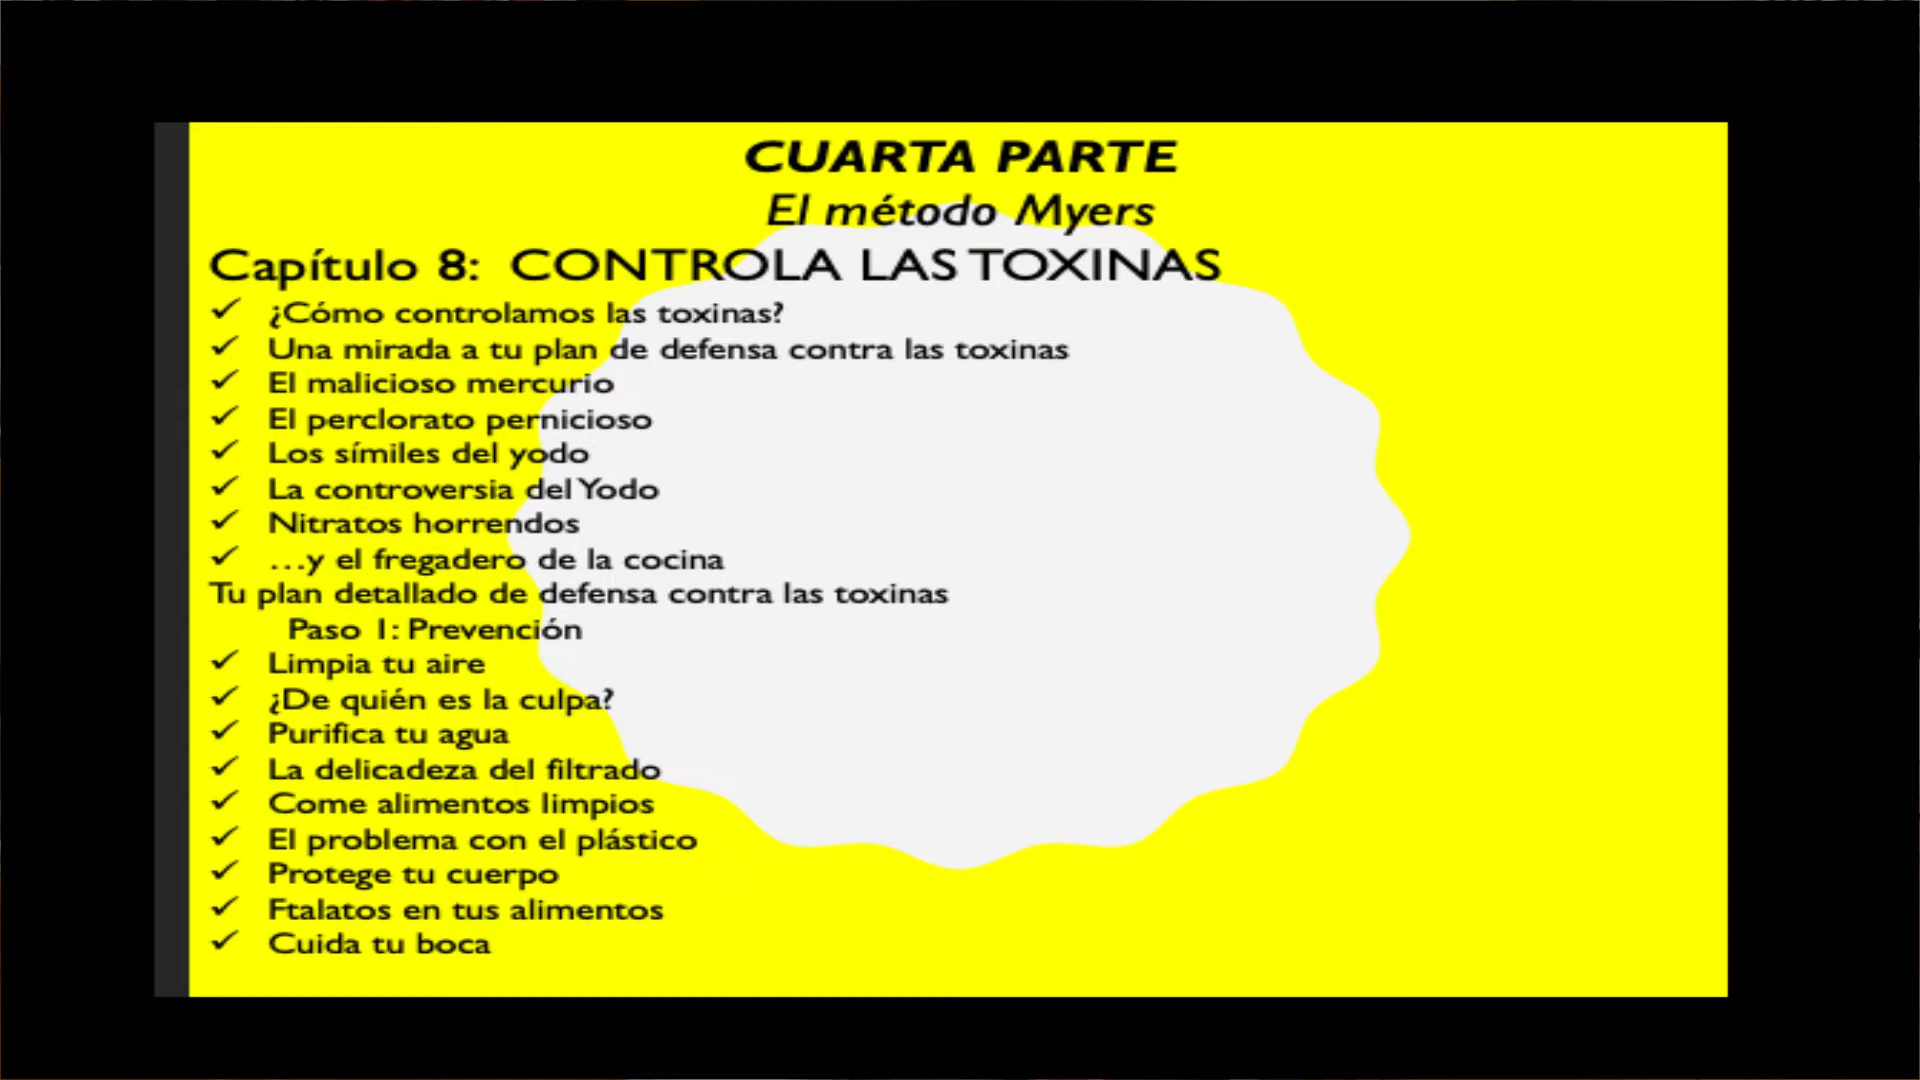 CUARTA PARTE
El método Myers
Capítulo 8: CONTROLA LAS TOXINAS
✓ ¿Cómo controlamos las toxinas?
✓ Una mirada a tu plan de defensa contra las toxinas
✓ El malicioso mercurio
✓ El perclorato pernicioso
✓ Los símiles del yodo
✓ La controversia del Yodo
✓ Nitratos horrendos
✓ …y el fregadero de la cocina
Tu plan detallado de defensa contra las toxinas
Paso 1: Prevención
✓ Limpia tu aire
✓ ¿De quién es la culpa?
✓ Purifica tu agua
✓ La delicadeza del filtrado
✓ Come alimentos limpios
✓ El problema con el plástico
✓ Protege tu cuerpo
✓ Ftalatos en tus alimentos
✓ Cuida tu boca